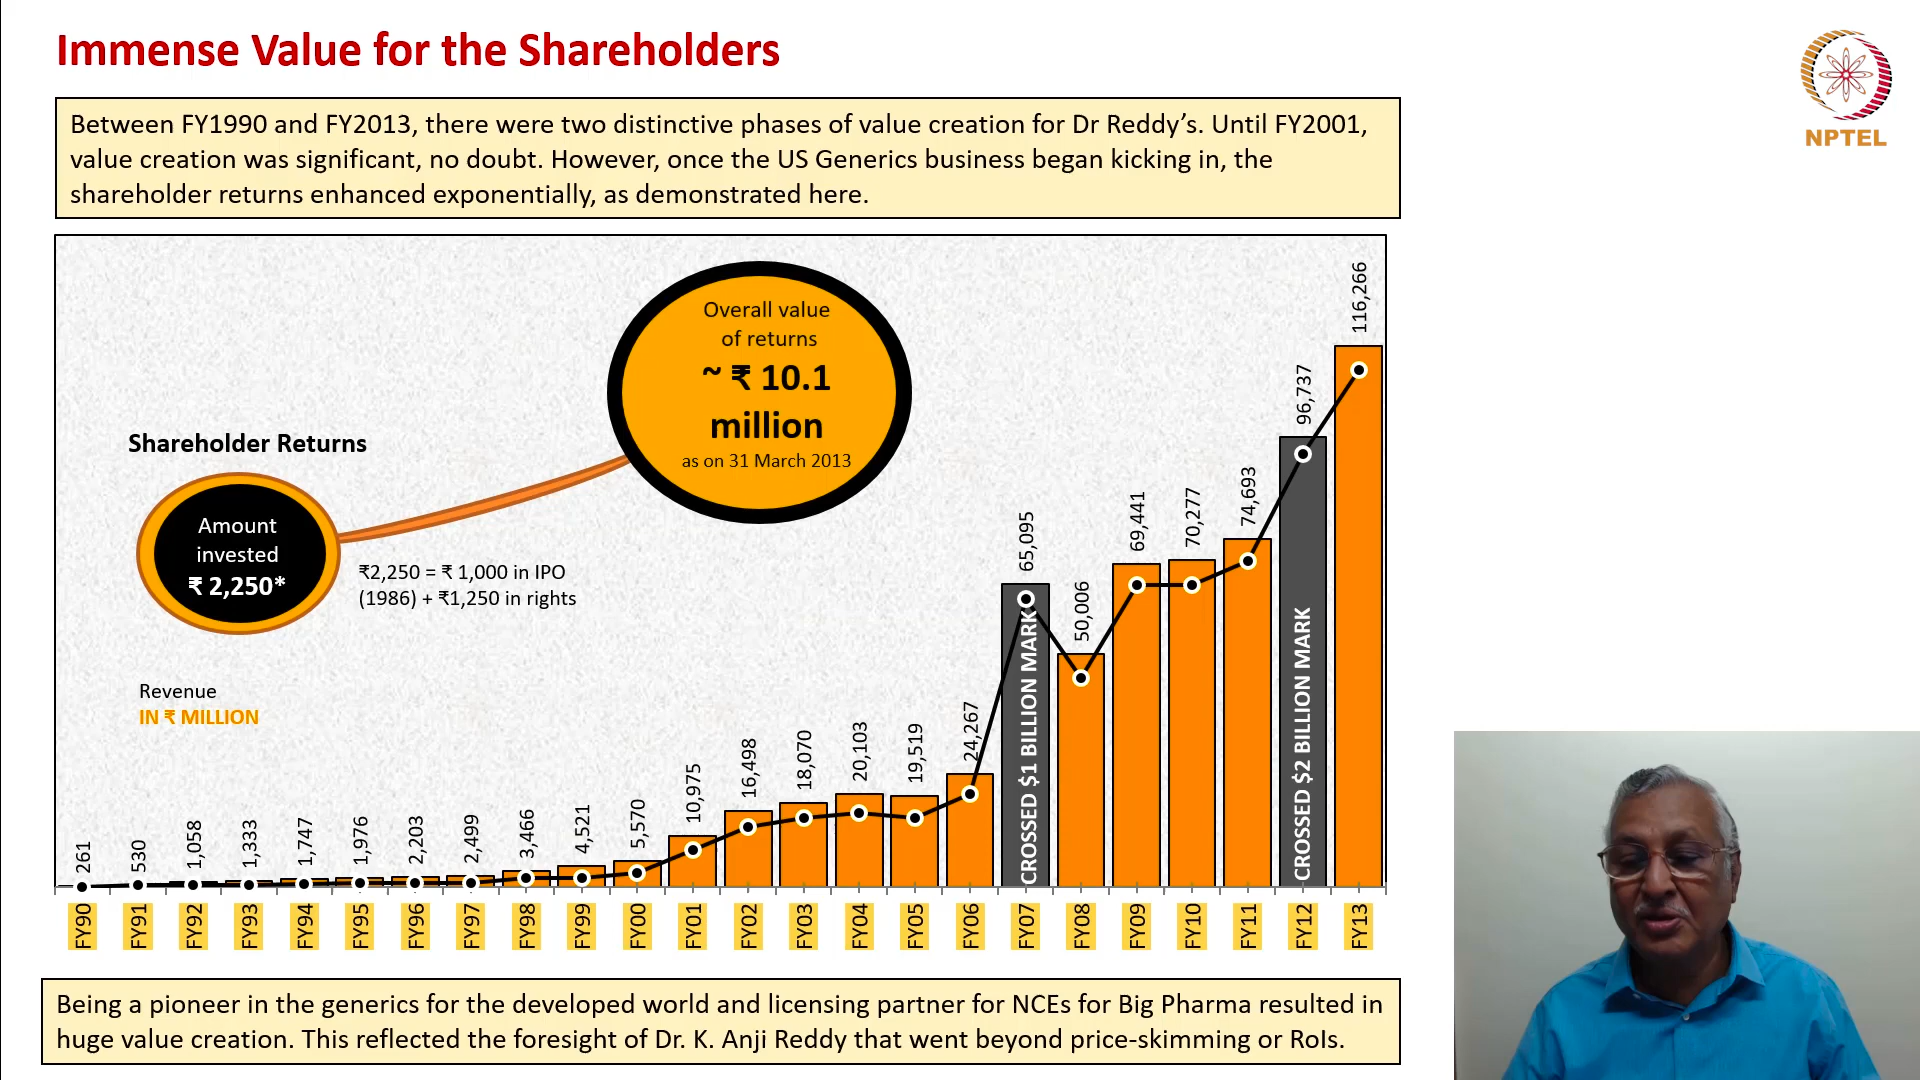 Immense Value for the Shareholders
NPTEL
Between FY1990 and FY2013, there were two distinctive phases of value creation for Dr Reddy’s. Until FY2001,
value creation was significant, no doubt. However, once the US Generics business began kicking in, the
shareholder returns enhanced exponentially, as demonstrated here.
Overall value
of returns
~ ₹ 10.1
million
as on 31 March 2013
Shareholder Returns
Amount
invested
₹ 2,250*
₹2,250 = ₹ 1,000 in IPO
(1986) + ₹1,250 in rights
Revenue
IN ₹ MILLION
261
530
1,058
1,333
1,747
1,976
2,203
2,499
3,466
4,521
5,570
10,975
16,498
18,070
20,103
19,519
24,267
65,095
50,006
69,441
70,277
74,693
96,737
116,266
CROSSED $1 BILLION MARK
CROSSED $2 BILLION MARK
FY90
FY91
FY92
FY93
FY94
FY95
FY96
FY97
FY98
FY99
FY00
FY01
FY02
FY03
FY04
FY05
FY06
FY07
FY08
FY09
FY10
FY11
FY12
FY13
Being a pioneer in the generics for the developed world and licensing partner for NCEs for Big Pharma resulted in
huge value creation. This reflected the foresight of Dr. K. Anji Reddy that went beyond price-skimming or RoIs.